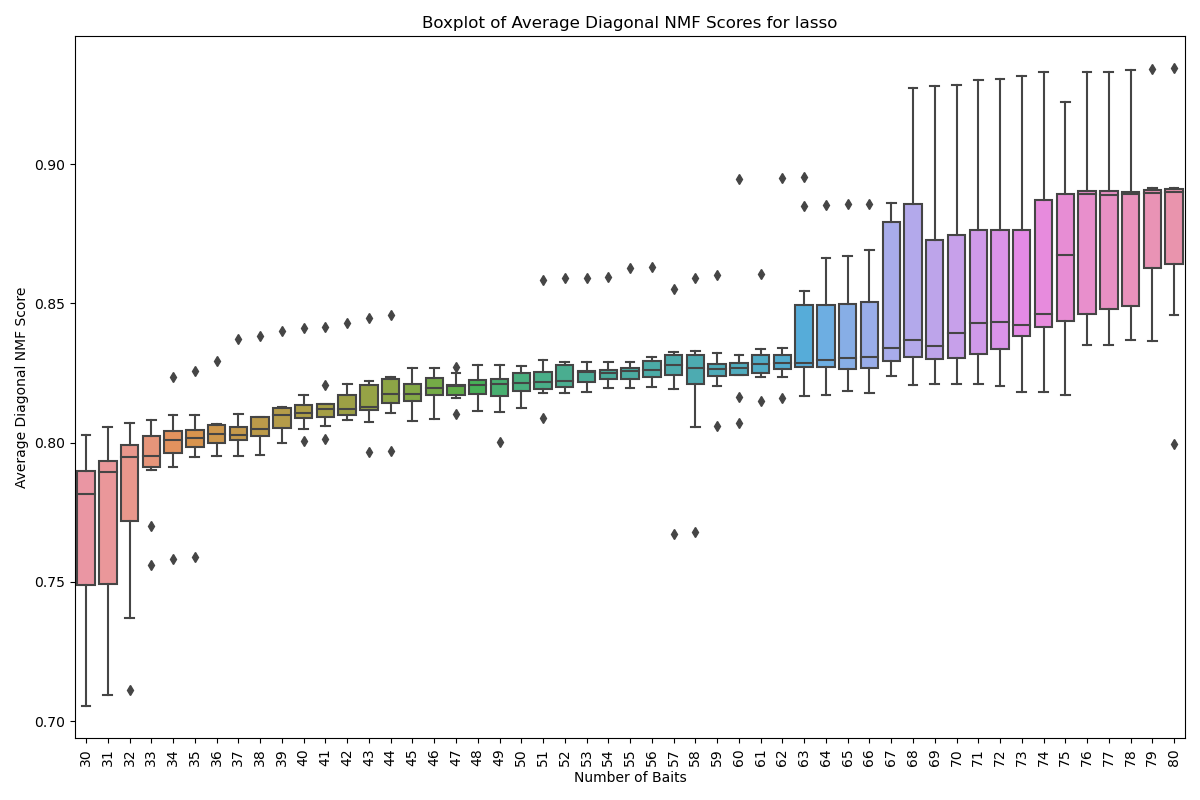 Boxplot of Average Diagonal NMF Scores for lasso
Average Diagonal NMF Score
0.90
0.85
0.80
0.75
0.70
30 31 32 33 34 35 36 37 38 39 40 41 42 43 44 45 46 47 48 49 50 51 52 53 54 55 56 57 58 59 60 61 62 63 64 65 66 67 68 69 70 71 72 73 74 75 76 77 78 79 80
Number of Baits